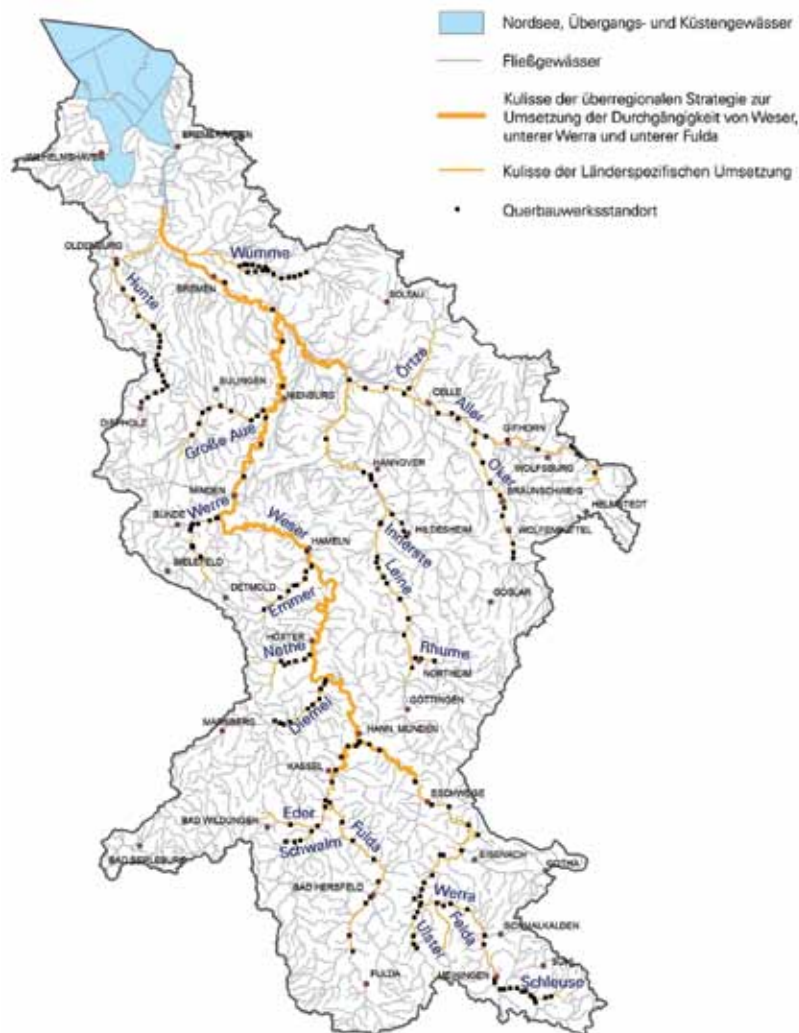 Nordsee, Übergangs- und Küstengewässer
Fließgewässer
Kulisse der überregionalen Strategie zur
Umsetzung der Durchgängigkeit von Weser,
unterer Werra und unterer Fulda
Kulisse der Länderspezifischen Umsetzung
Querbauwerksstandort
BREMERHAVEN
WILHELMSHAVEN
OLDENBURG
Wümme
Hunte
BREMEN
SOLTAU
Örtze
SULINGEN
NIENBURG
CELLE
Aller
DIEPHOLZ
Große Aue
GIFHORN
HANNOVER
WOLFSBURG
Oker
BRAUNSCHWEIG
HELMSTEDT
MINDEN
BÜNDE
Werre
Weser
HAMELN
HILDESHEIM
WOLFENBÜTTEL
Innerste
BIELEFELD
DETMOLD
Emmer
Leine
GOSLAR
HÖXTER
Nethe
Rhume
NORTHEIM
GÖTTINGEN
Diemel
MARSBERG
HANN. MÜNDEN
KASSEL
ESCHWEGE
Eder
BAD WILDUNGEN
Schwalm
Fulda
BAD BERLEBURG
EISENACH
GOTHA
BAD HERSFELD
Werra
Felda
Ulster
SCHMALKALDEN
SUHL
MEININGEN
Schleuse
FULDA